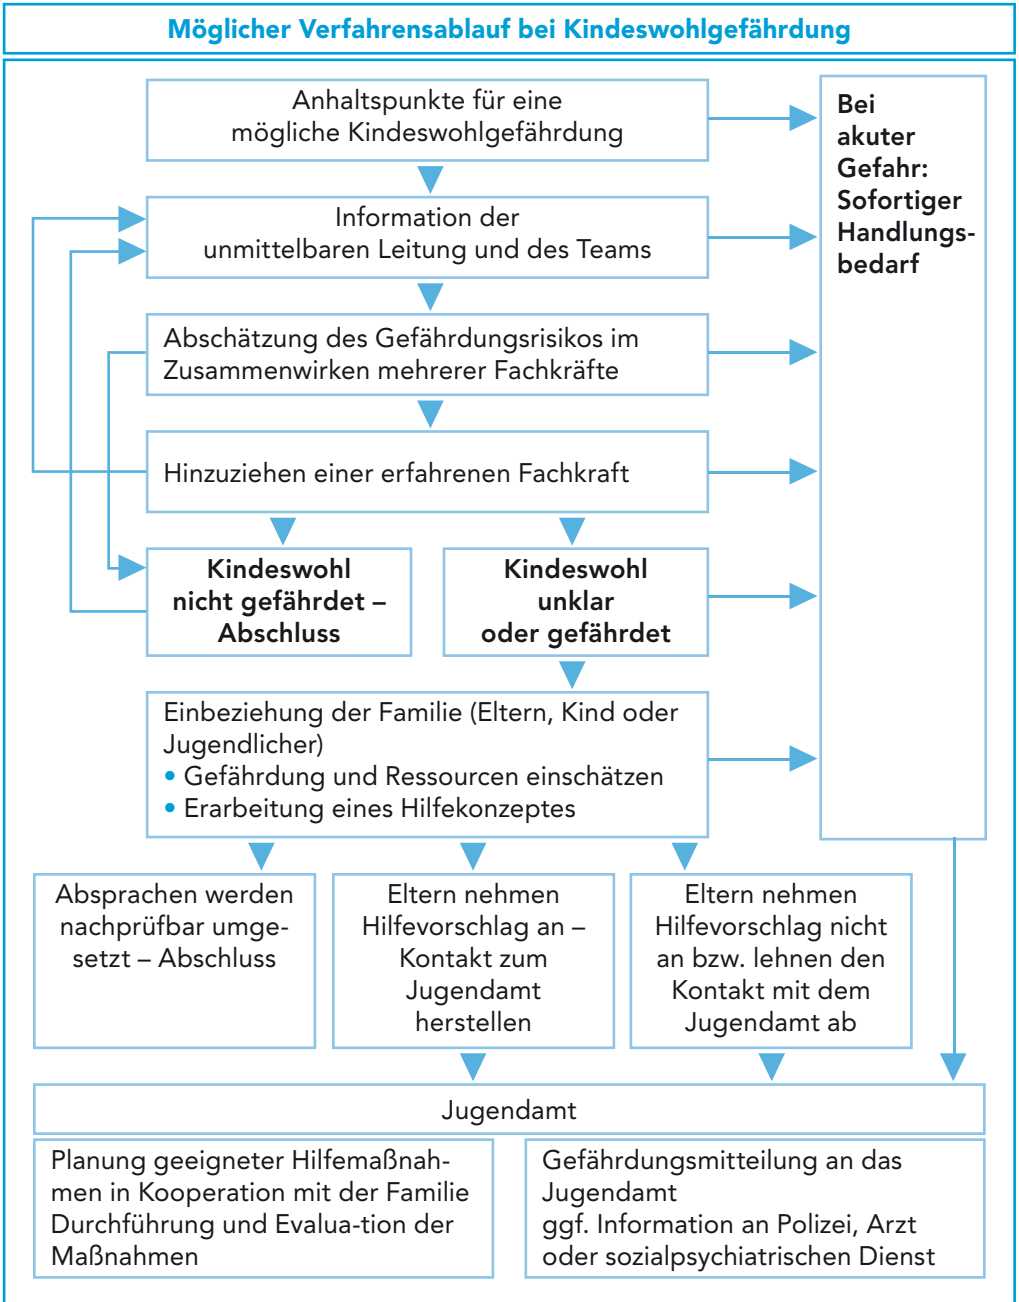 Möglicher Verfahrensablauf bei Kindeswohlgefährdung
Anhaltspunkte für eine
mögliche Kindeswohlgefährdung
Bei
akuter
Gefahr:
Sofortiger
Handlungs-
bedarf
Information der
unmittelbaren Leitung und des Teams
Abschätzung des Gefährdungsrisikos im
Zusammenwirken mehrerer Fachkräfte
Hinzuziehen einer erfahrenen Fachkraft
Kindeswohl
nicht gefährdet –
Abschluss
Kindeswohl
unklar
oder gefährdet
Einbeziehung der Familie (Eltern, Kind oder
Jugendlicher)
• Gefährdung und Ressourcen einschätzen
• Erarbeitung eines Hilfekonzeptes
Absprachen werden
nachprüfbar umge-
setzt – Abschluss
Eltern nehmen
Hilfevorschlag an –
Kontakt zum
Jugendamt
herstellen
Eltern nehmen
Hilfevorschlag nicht
an bzw. lehnen den
Kontakt mit dem
Jugendamt ab
Jugendamt
Planung geeigneter Hilfemaßnah-
men in Kooperation mit der Familie
Durchführung und Evalua-tion der
Maßnahmen
Gefährdungsmitteilung an das
Jugendamt
ggf. Information an Polizei, Arzt
oder sozialpsychiatrischen Dienst